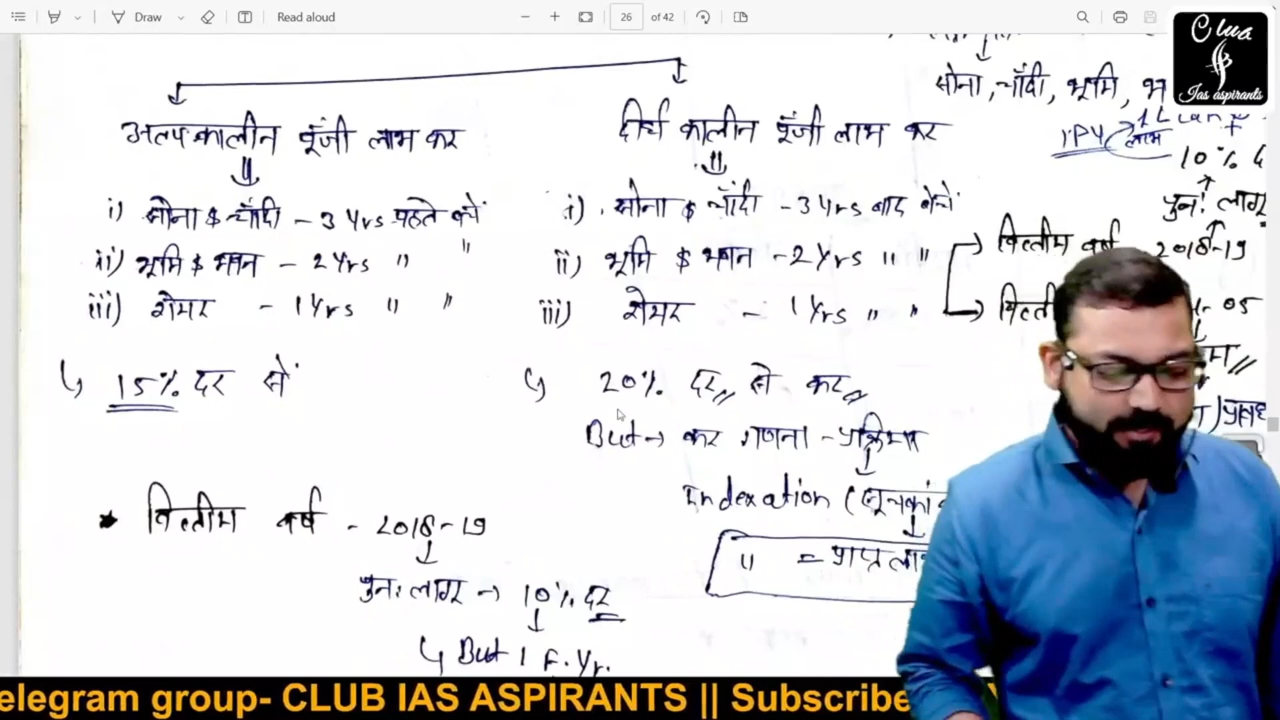 Draw
Read aloud
26 of 42
Clua
Ias aspirants
सोना, चाँदी, भूमि,
अल्पकालीन पूँजी लाभ कर
दीर्घ कालीन पूँजी लाभ कर
1L
लाभ
10%
i) सोना $ चाँदी - 3 Yrs पहले बेचे
i) सोना $ चाँदी - 3 Yrs बाद बेचे
पुन: लागू
ii) भूमि $ भवन - 2 Yrs " "
ii) भूमि $ भवन - 2 Yrs " "
वित्तीय वर्ष 2018-19
iii) शेयर - 1 Yrs " "
iii) शेयर - 1 Yrs " "
05
15% दर से
20% दर से कर
But → कर गणना - प्रक्रिया
Indexation (
* वित्तीय वर्ष - 2018-19
" = प्राप्त
पुन: लागू → 10% दर
But 1 F. Yr.
elegram group- CLUB IAS ASPIRANTS || Subscribe